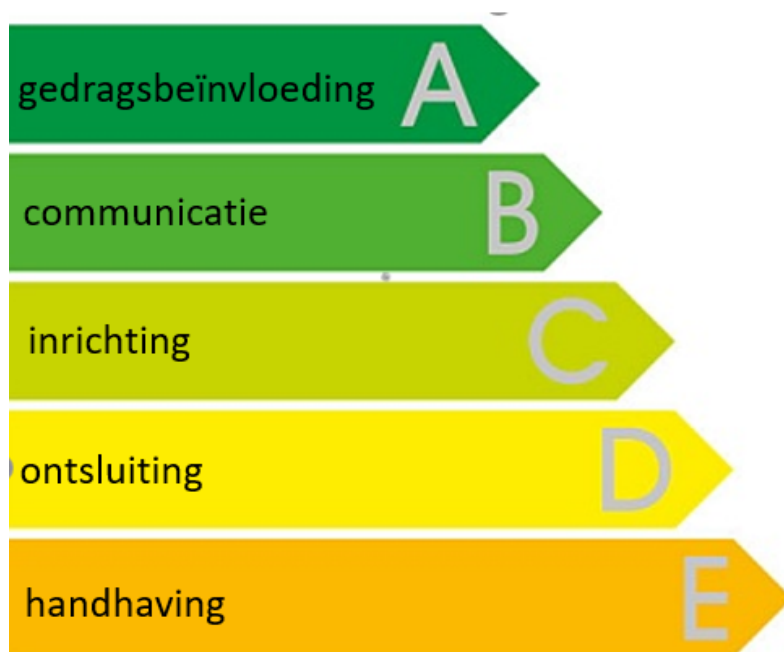 gedragsbeïnvloeding A
communicatie B
inrichting C
ontsluiting D
handhaving E